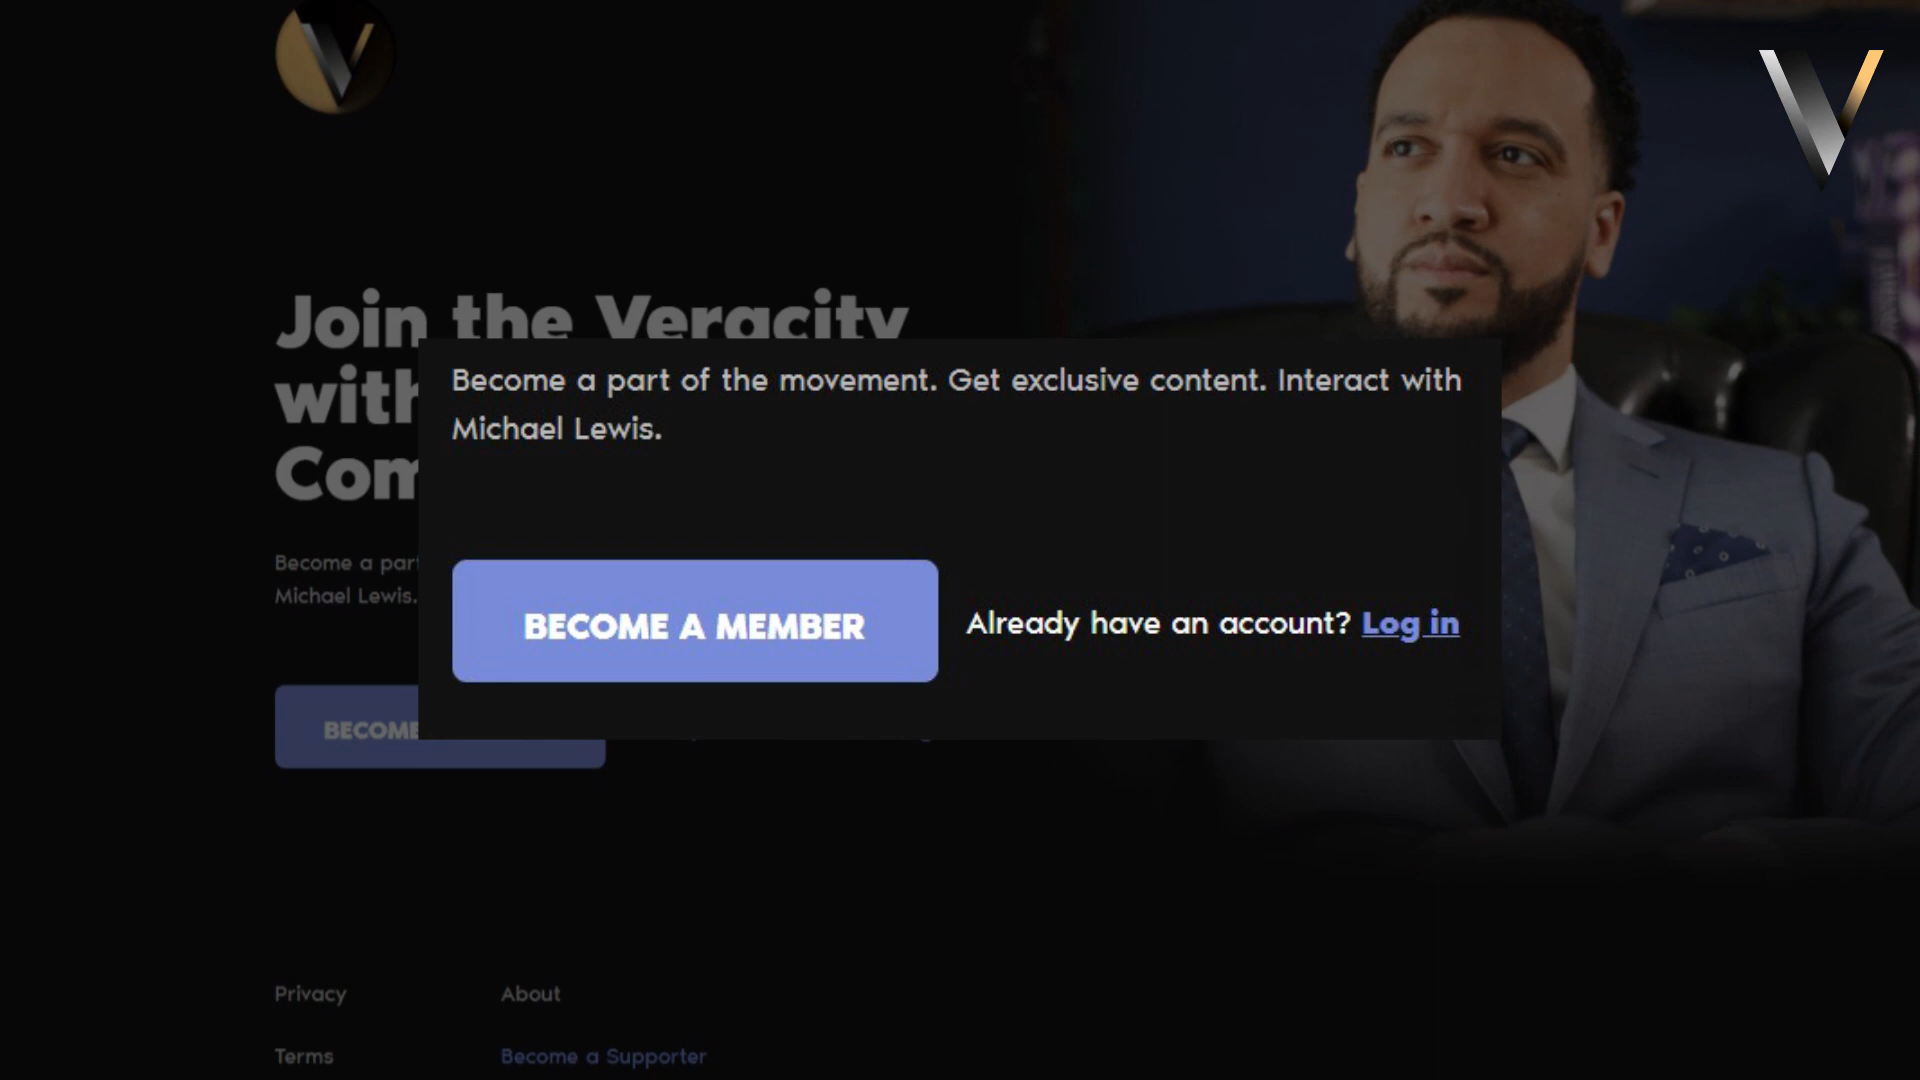 Join the Veracity
with
Com
Become a part of the movement. Get exclusive content. Interact with
Michael Lewis.
BECOME A MEMBER
Already have an account? Log in
Become a part
Michael Lewis.
BECOME
Privacy
About
Terms
Become a Supporter